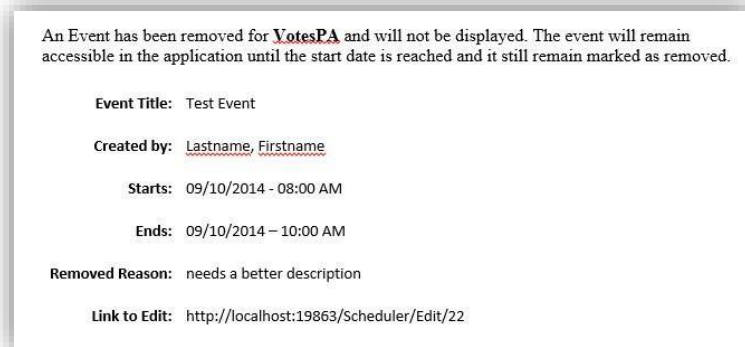 An Event has been removed for VotesPA and will not be displayed. The event will remain
accessible in the application until the start date is reached and it still remain marked as removed.
Event Title: Test Event
Created by: Lastname, Firstname
Starts: 09/10/2014 - 08:00 AM
Ends: 09/10/2014 – 10:00 AM
Removed Reason: needs a better description
Link to Edit: http://localhost:19863/Scheduler/Edit/22